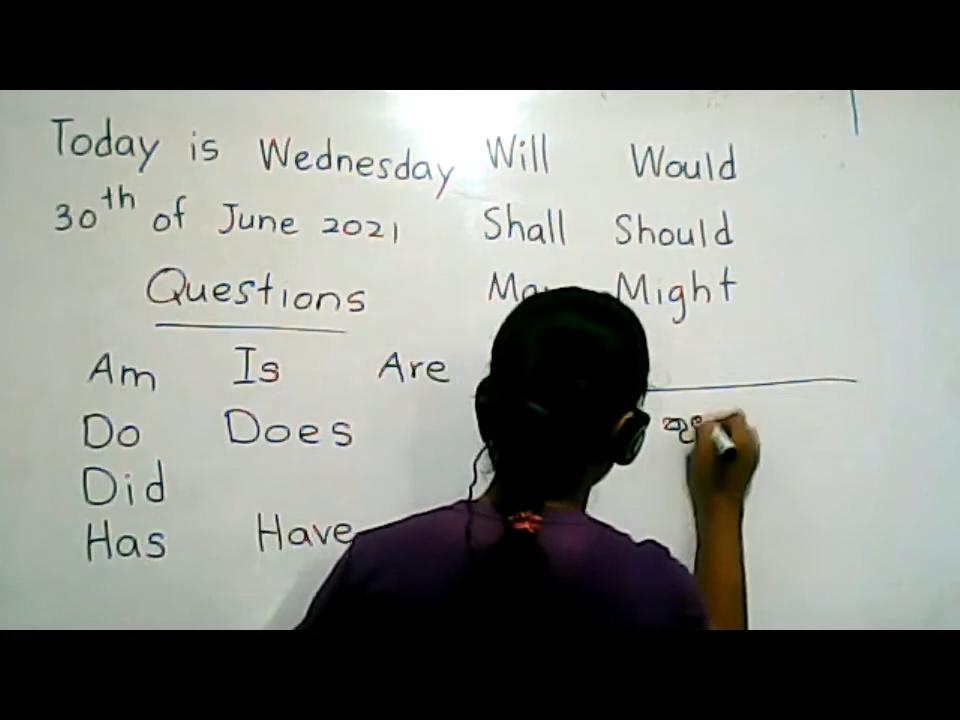 Today is Wednesday
30th of June 2021
Questions
Am Is Are
Do Does
Did
Has Have
Will Would
Shall Should
Might